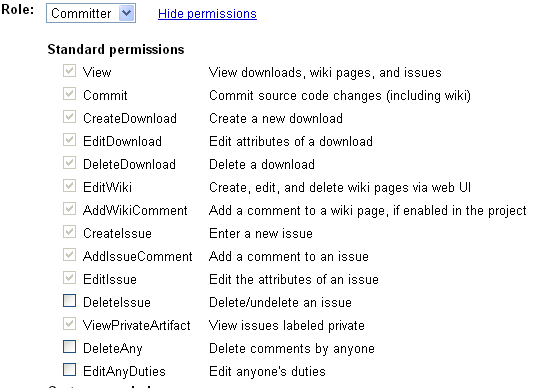 Role: Committer Hide permissions
Standard permissions
View View downloads, wiki pages, and issues
Commit Commit source code changes (including wiki)
CreateDownload Create a new download
EditDownload Edit attributes of a download
DeleteDownload Delete a download
EditWiki Create, edit, and delete wiki pages via web UI
AddWikiComment Add a comment to a wiki page, if enabled in the project
CreateIssue Enter a new issue
AddIssueComment Add a comment to an issue
EditIssue Edit the attributes of an issue
DeleteIssue Delete/undelete an issue
ViewPrivateArtifact View issues labeled private
DeleteAny Delete comments by anyone
EditAnyDuties Edit anyone's duties